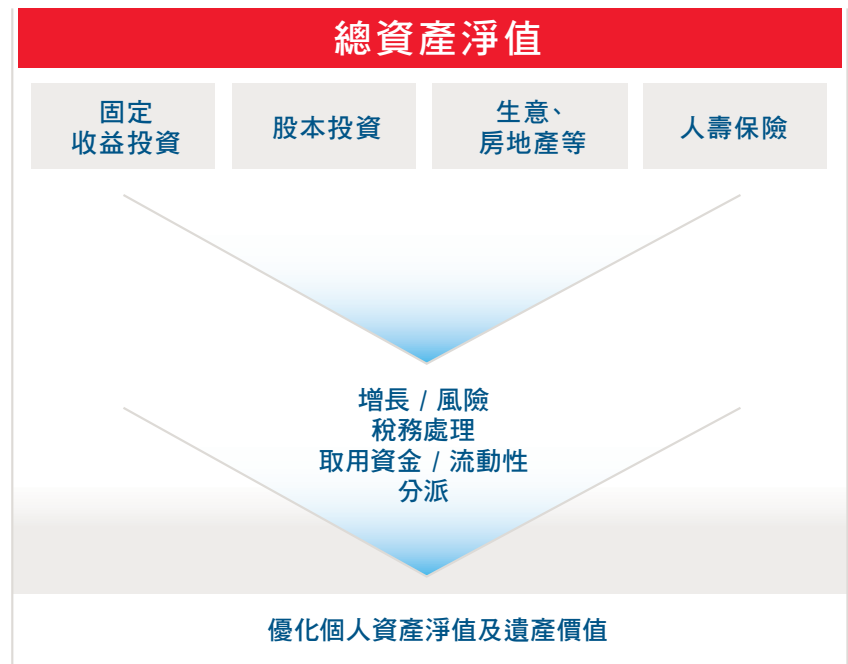 總資產淨值
固定
收益投資
股本投資
生意、
房地產等
人壽保險
增長 / 風險
稅務處理
取用資金 / 流動性
分派
優化個人資產淨值及遺產價值